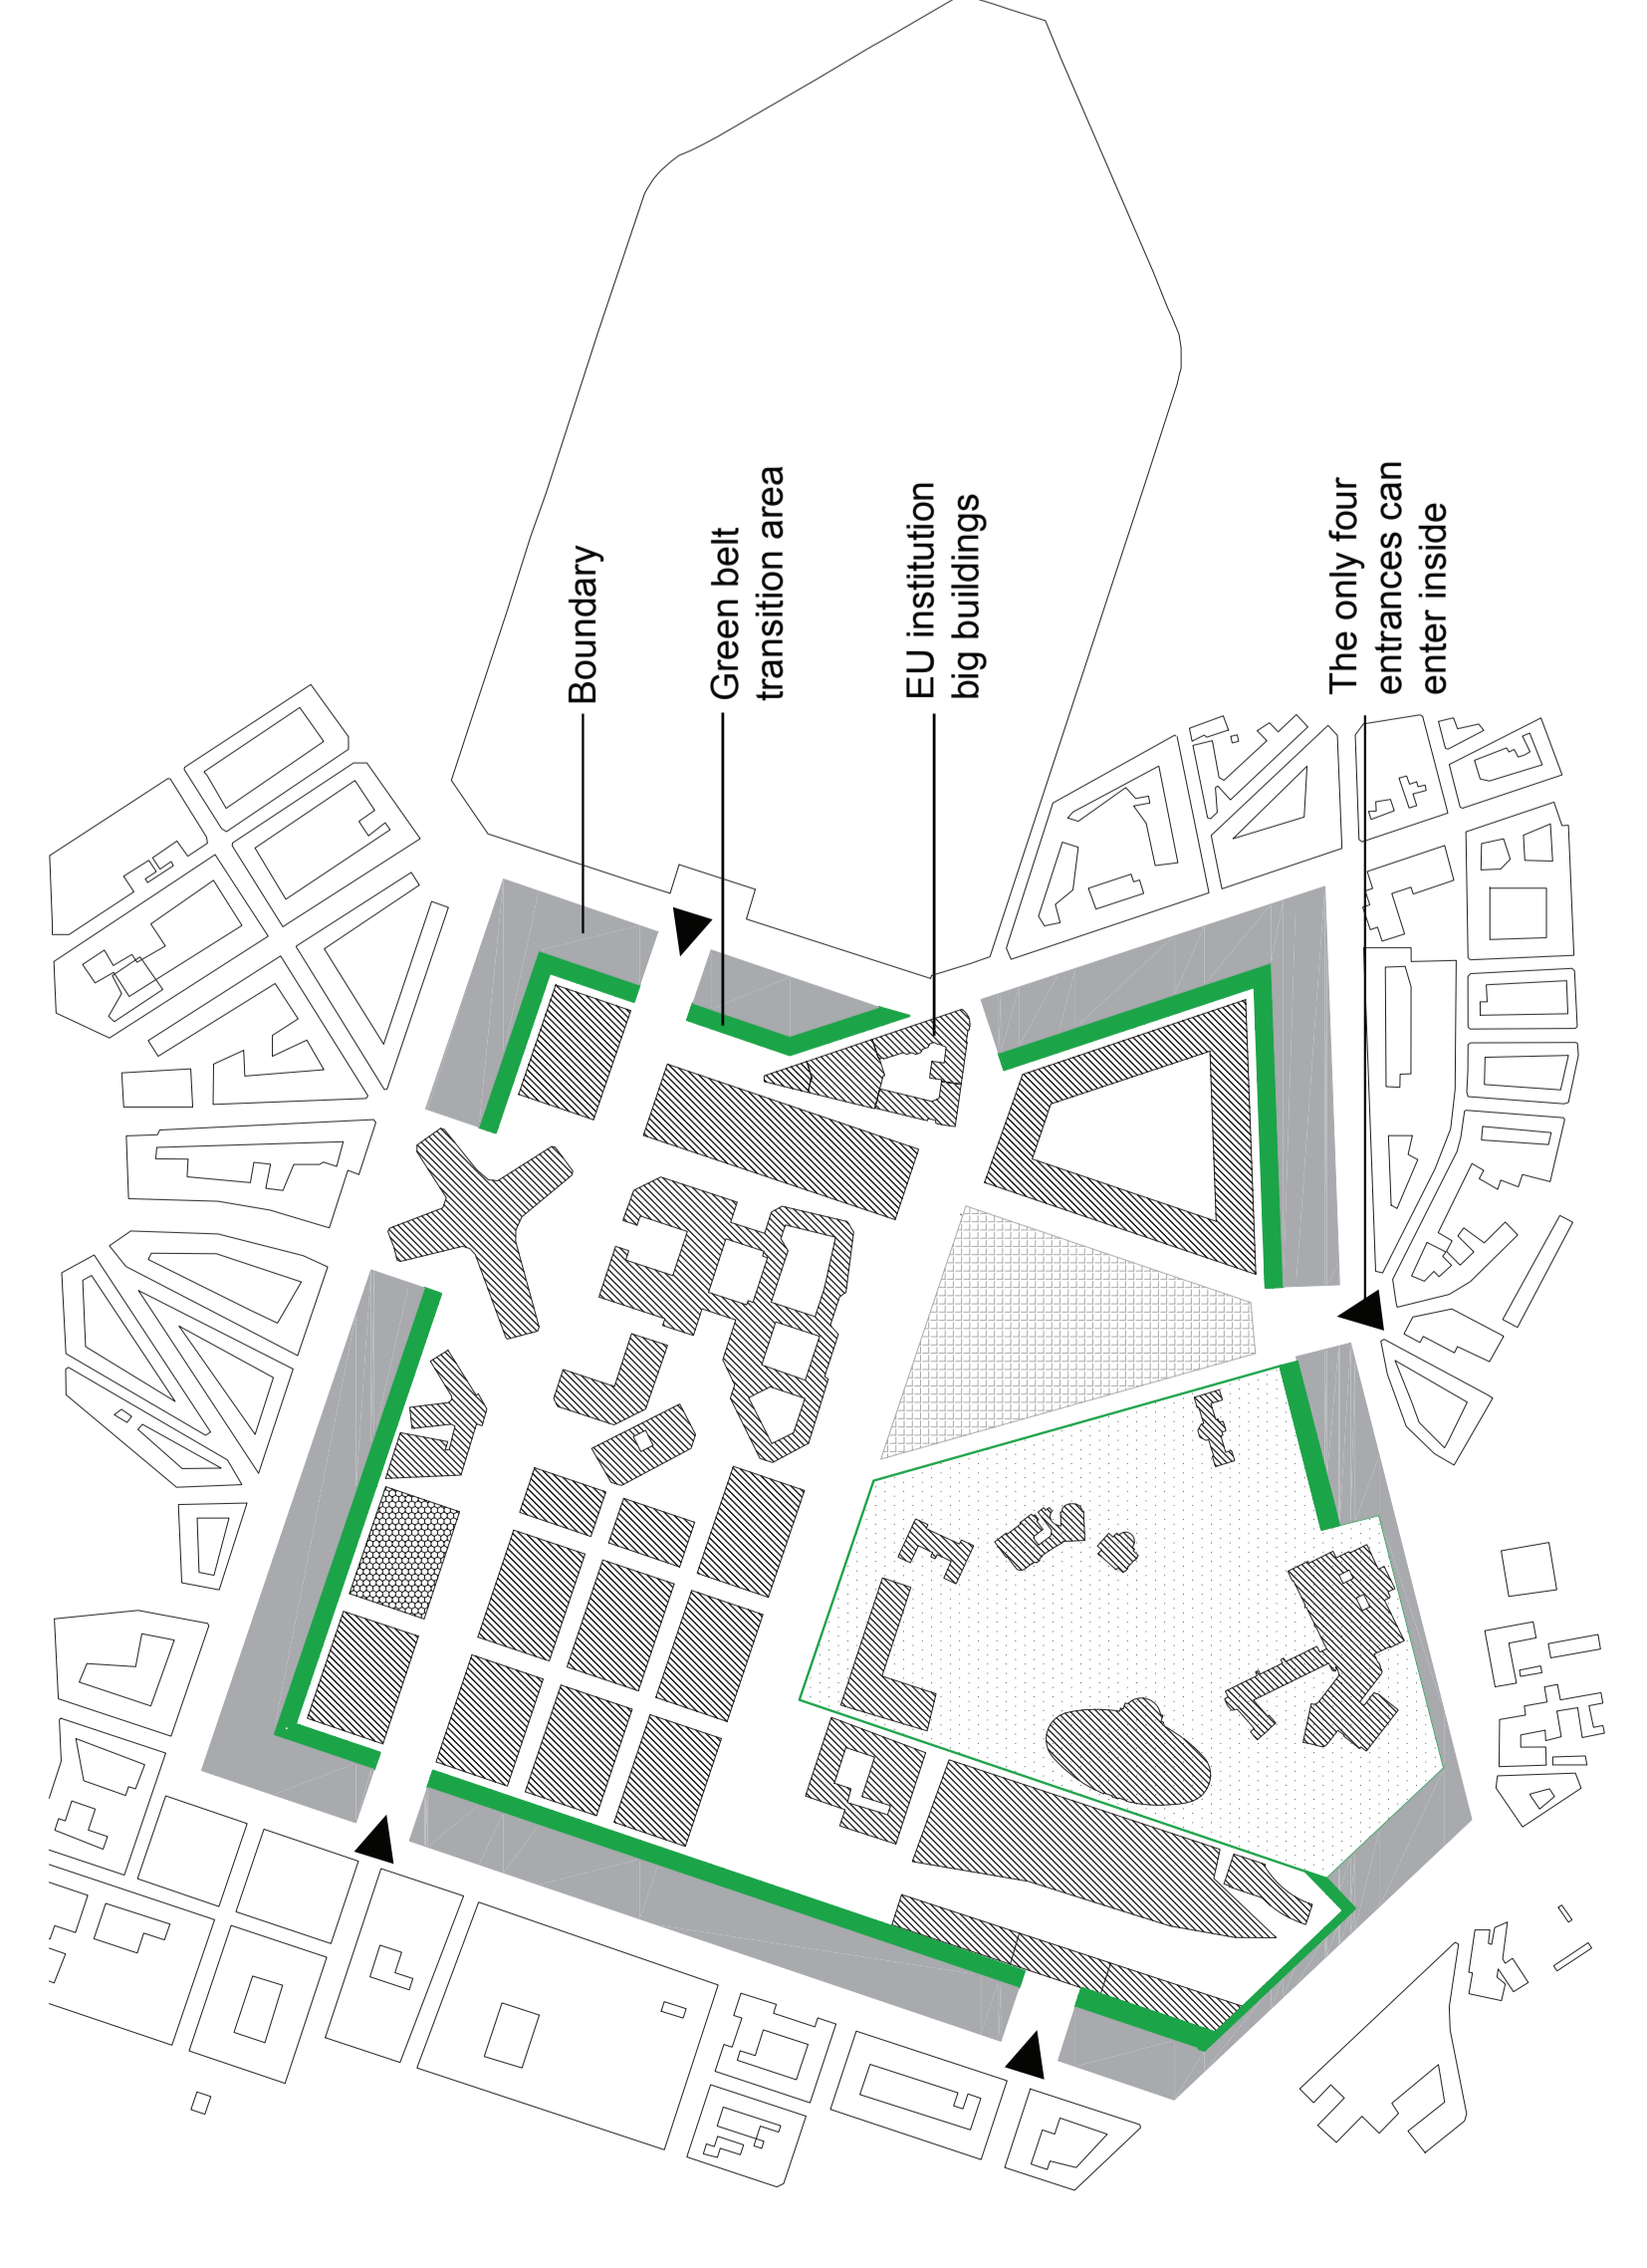 Boundary
Green belt
transition area
EU institution
big buildings
The only four
entrances can
enter inside